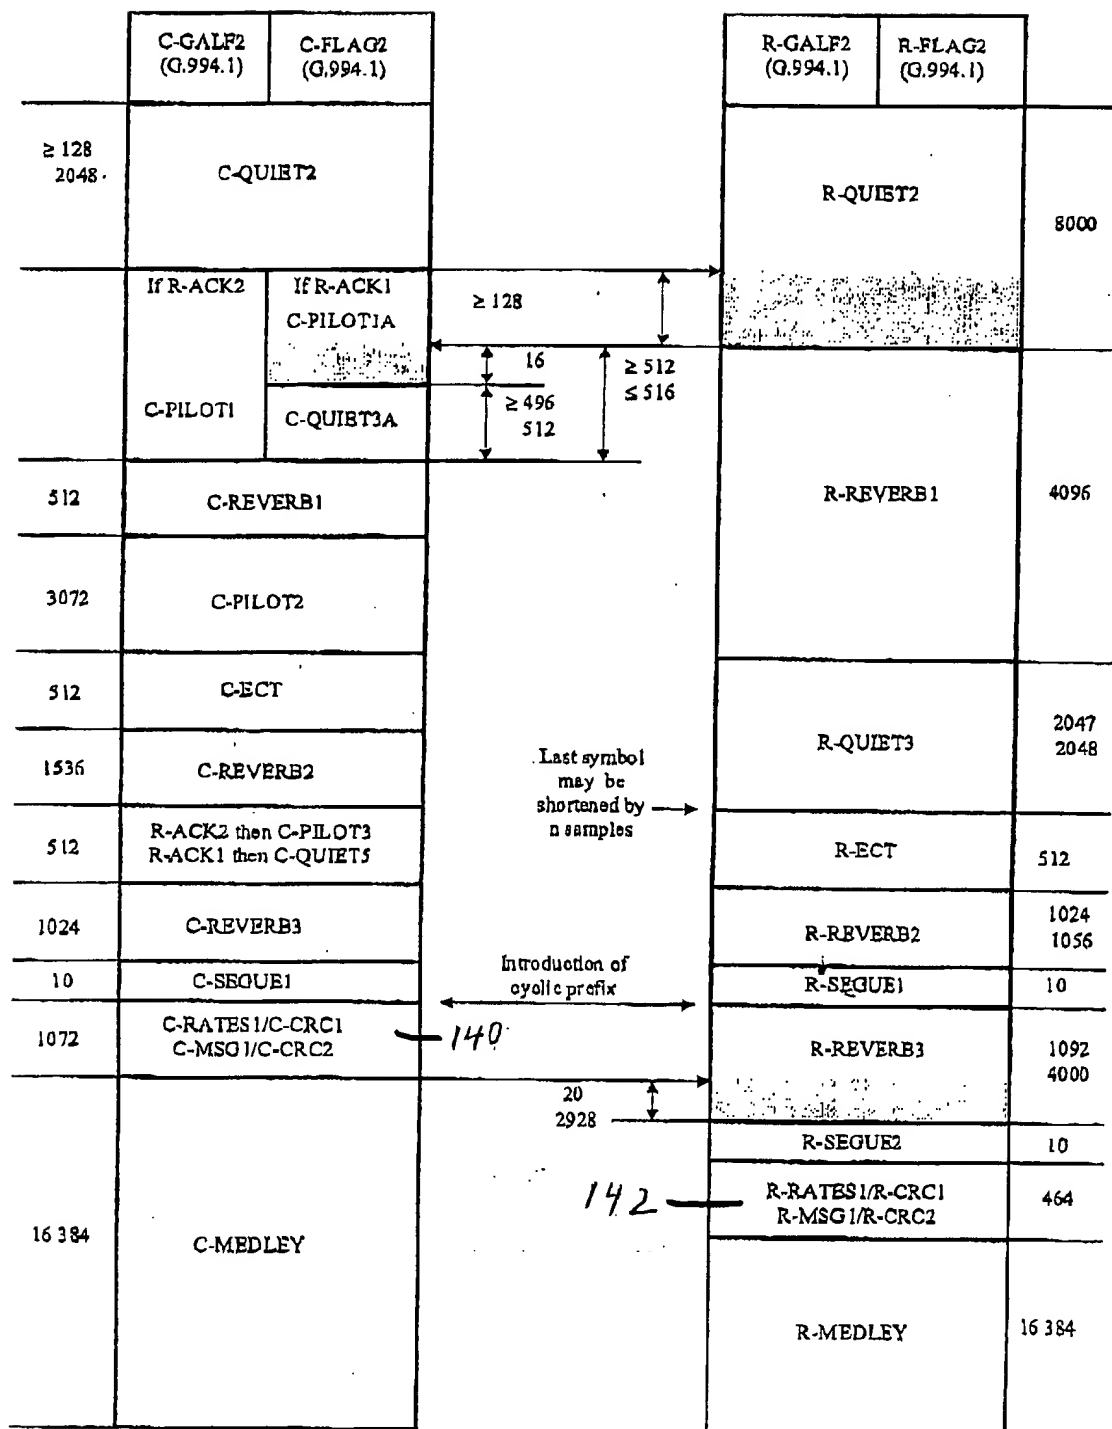 C-GALF2
(G.994.1)
C-FLAG2
(G.994.1)
R-GALF2
(G.994.1)
R-FLAG2
(G.994.1)
≥ 128
2048
C-QUIET2
R-QUIET2
8000
If R-ACK2
If R-ACK1
C-PILOT1A
≥ 128
16
≥ 512
≤ 516
C-PILOT1
C-QUIET3A
≥ 496
512
512
C-REVERB1
R-REVERB1
4096
3072
C-PILOT2
512
C-ECT
R-QUIET3
2047
2048
1536
C-REVERB2
Last symbol
may be
shortened by
n samples
512
R-ACK2 then C-PILOT3
R-ACK1 then C-QUIET5
R-ECT
512
1024
C-REVERB3
R-REVERB2
1024
1056
10
C-SEGUE1
Introduction of
cyclic prefix
R-SEGUE1
10
1072
C-RATES1/C-CRC1
C-MSG1/C-CRC2
140
R-REVERB3
1092
4000
20
2928
R-SEGUE2
10
142
R-RATES1/R-CRC1
R-MSG1/R-CRC2
464
16 384
C-MEDLEY
R-MEDLEY
16 384